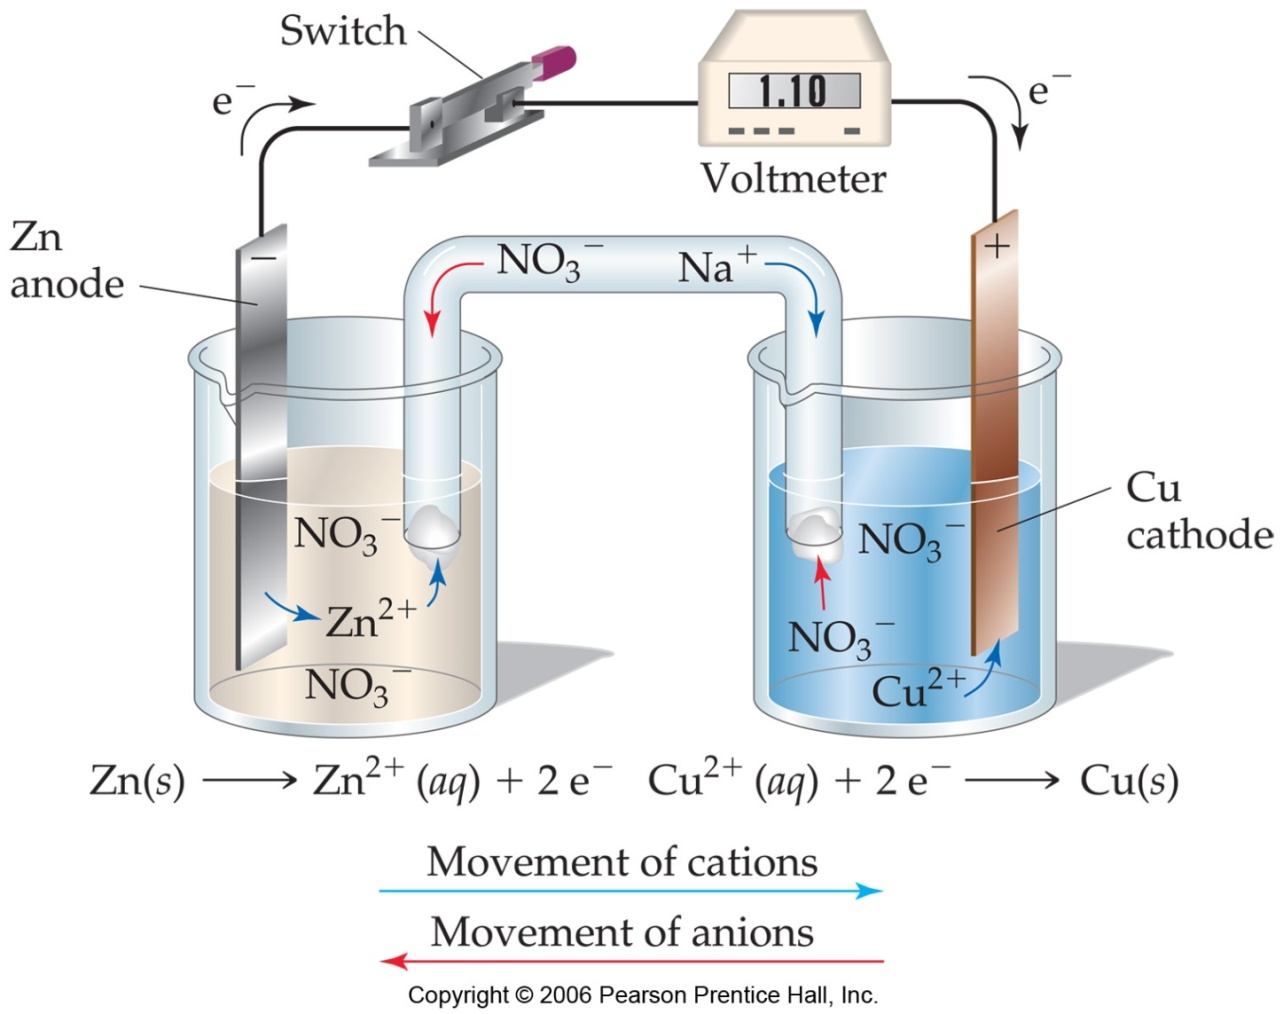 Switch
e⁻
1.10
e⁻
Voltmeter
Zn
anode
−
NO₃⁻
Na⁺
+
Cu
cathode
NO₃⁻
Zn²⁺
NO₃⁻
NO₃⁻
NO₃⁻
Cu²⁺
Zn(s) ⟶ Zn²⁺ (aq) + 2 e⁻
Cu²⁺ (aq) + 2 e⁻ ⟶ Cu(s)
Movement of cations
Movement of anions
Copyright © 2006 Pearson Prentice Hall, Inc.